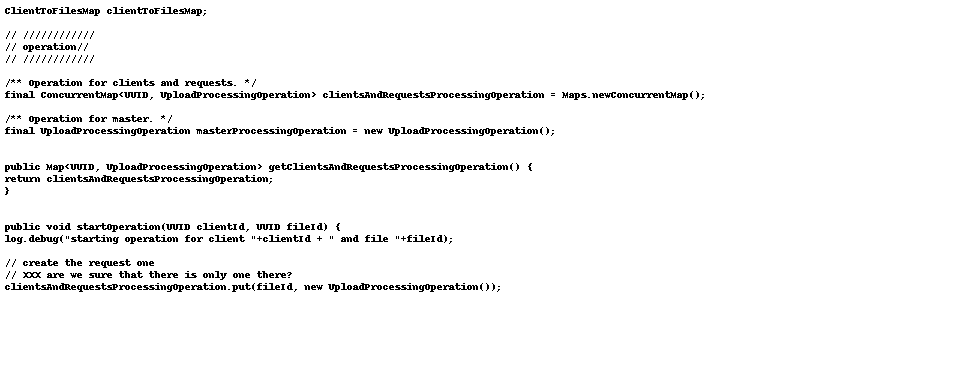 ClientToFilesMap clientToFilesMap;
// ////////////
// operation//
// ////////////
/** Operation for clients and requests. */
final ConcurrentMap<UUID, UploadProcessingOperation> clientsAndRequestsProcessingOperation = Maps.newConcurrentMap();
/** Operation for master. */
final UploadProcessingOperation masterProcessingOperation = new UploadProcessingOperation();
public Map<UUID, UploadProcessingOperation> getClientsAndRequestsProcessingOperation() {
return clientsAndRequestsProcessingOperation;
}
public void startOperation(UUID clientId, UUID fileId) {
log.debug("starting operation for client "+clientId + " and file "+fileId);
// create the request one
// XXX are we sure that there is only one there?
clientsAndRequestsProcessingOperation.put(fileId, new UploadProcessingOperation());